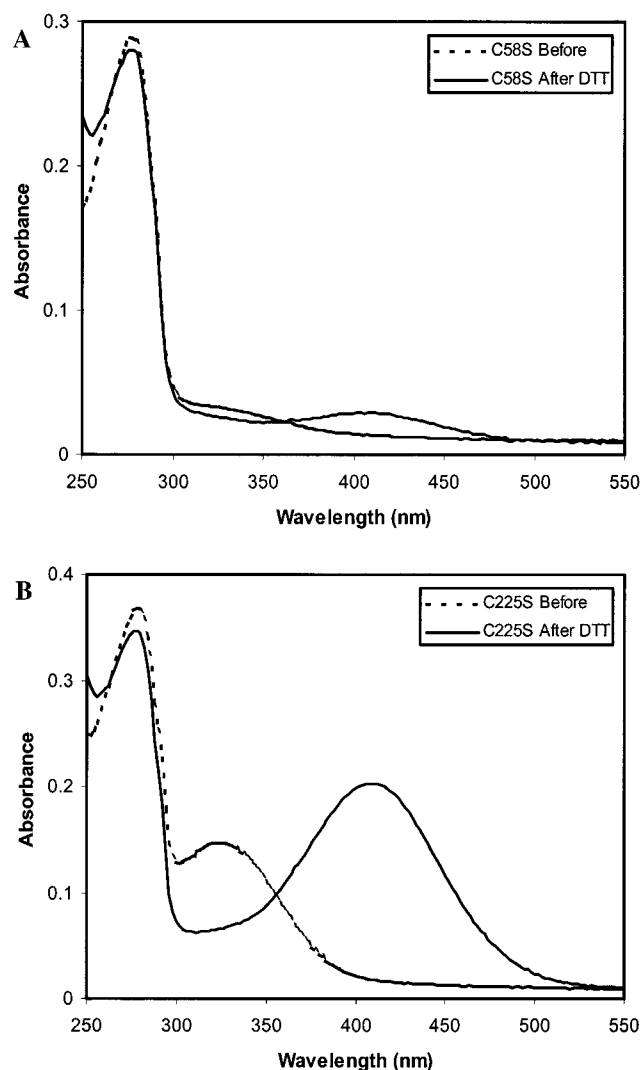 A
0.3
0.2
0.1
0
Absorbance
C58S Before
C58S After DTT
250 300 350 400 450 500 550
Wavelength (nm)
B
0.4
0.3
0.2
0.1
0
Absorbance
C225S Before
C225S After DTT
250 300 350 400 450 500 550
Wavelength (nm)